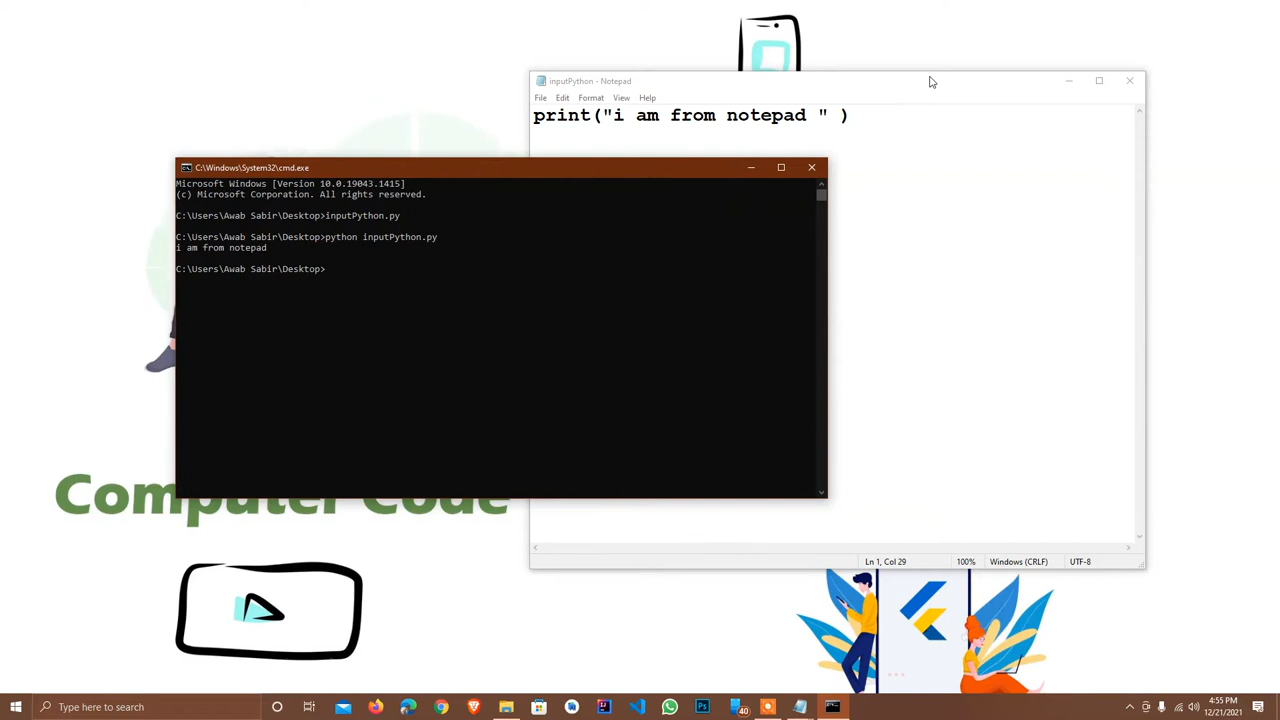 inputPython - Notepad
File Edit Format View Help
print("i am from notepad " )
C:\Windows\System32\cmd.exe
Microsoft Windows [Version 10.0.19043.1415]
(c) Microsoft Corporation. All rights reserved.
C:\Users\Awab Sabir\Desktop>inputPython.py
C:\Users\Awab Sabir\Desktop>python inputPython.py
i am from notepad
C:\Users\Awab Sabir\Desktop>
Computer Code
Ln 1, Col 29 100% Windows (CRLF) UTF-8
Type here to search
40
4:55 PM
12/21/2021